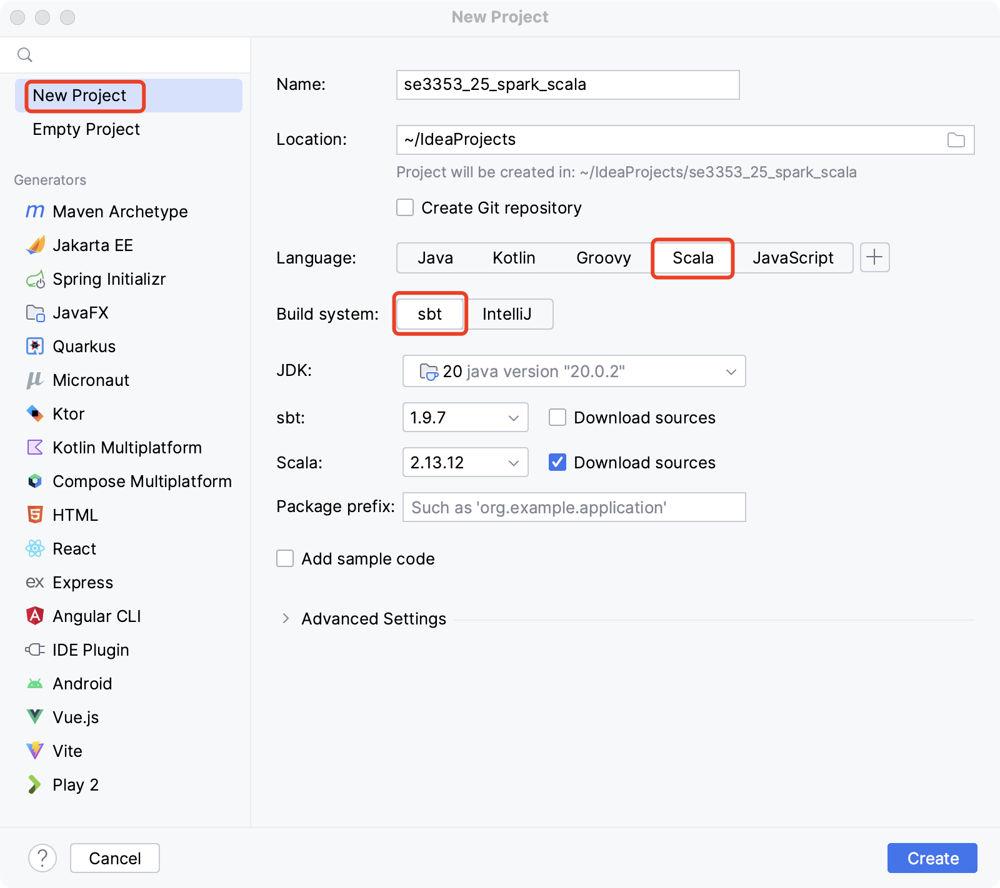 New Project
New Project
Empty Project
Generators
Maven Archetype
Jakarta EE
Spring Initializr
JavaFX
Quarkus
Micronaut
Ktor
Kotlin Multiplatform
Compose Multiplatform
HTML
React
ex Express
Angular CLI
IDE Plugin
Android
Vue.js
Vite
Play 2
Name: se3353_25_spark_scala
Location: ~/IdeaProjects
Project will be created in: ~/IdeaProjects/se3353_25_spark_scala
Create Git repository
Language: Java Kotlin Groovy Scala JavaScript
Build system: sbt IntelliJ
JDK: 20 java version "20.0.2"
sbt: 1.9.7 Download sources
Scala: 2.13.12 Download sources
Package prefix: Such as 'org.example.application'
Add sample code
Advanced Settings
? Cancel Create